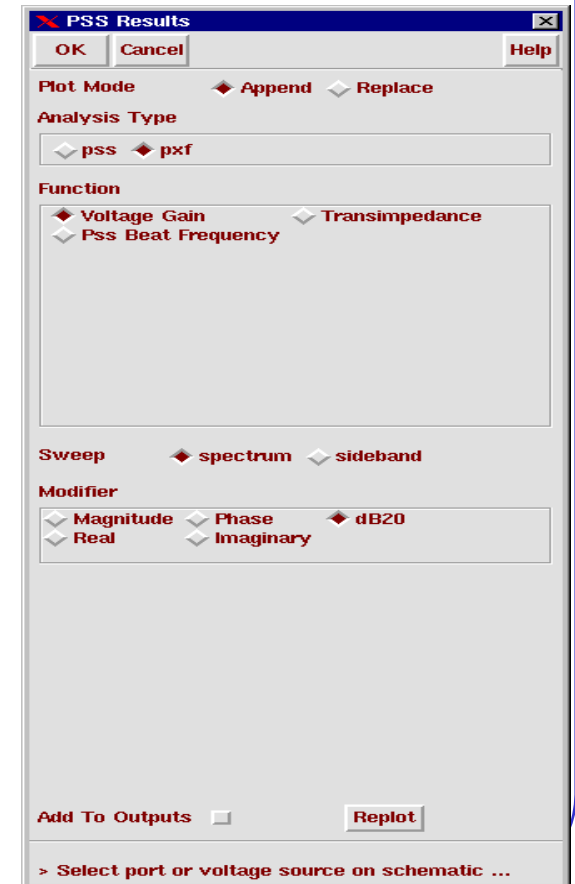 PSS Results
OK Cancel Help
Plot Mode Append Replace
Analysis Type
pss pxf
Function
Voltage Gain Transimpedance
Pss Beat Frequency
Sweep spectrum sideband
Modifier
Magnitude Phase dB20
Real Imaginary
Add To Outputs Replot
> Select port or voltage source on schematic ...